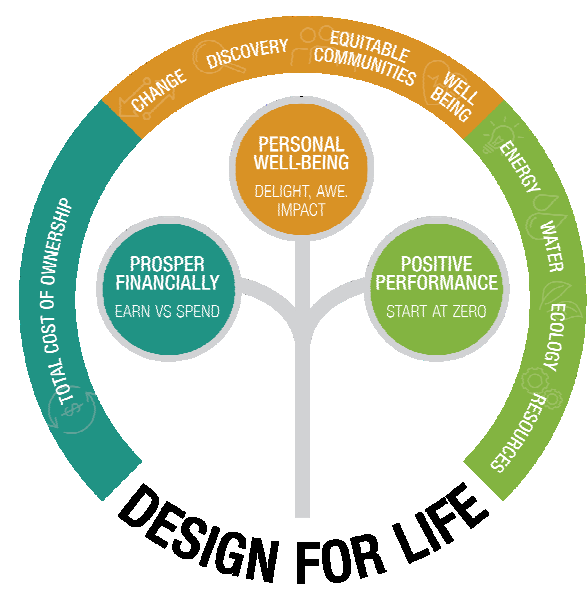 CHANGE
DISCOVERY
EQUITABLE
COMMUNITIES
WELL
BEING
ENERGY
WATER
ECOLOGY
RESOURCES
TOTAL COST OF OWNERSHIP
$
PERSONAL
WELL-BEING
DELIGHT, AWE.
IMPACT
PROSPER
FINANCIALLY
EARN VS SPEND
POSITIVE
PERFORMANCE
START AT ZERO
DESIGN FOR LIFE